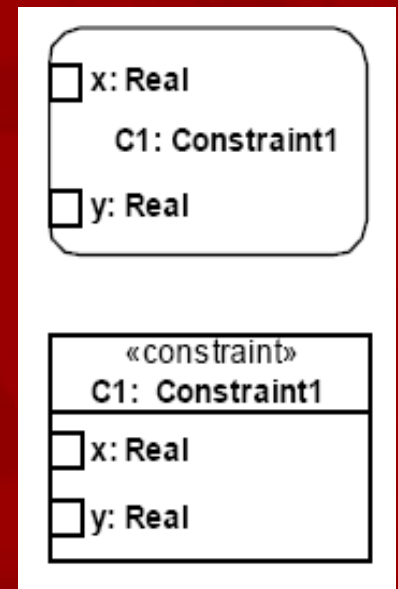 x: Real
C1: Constraint1
y: Real
«constraint»
C1: Constraint1
x: Real
y: Real